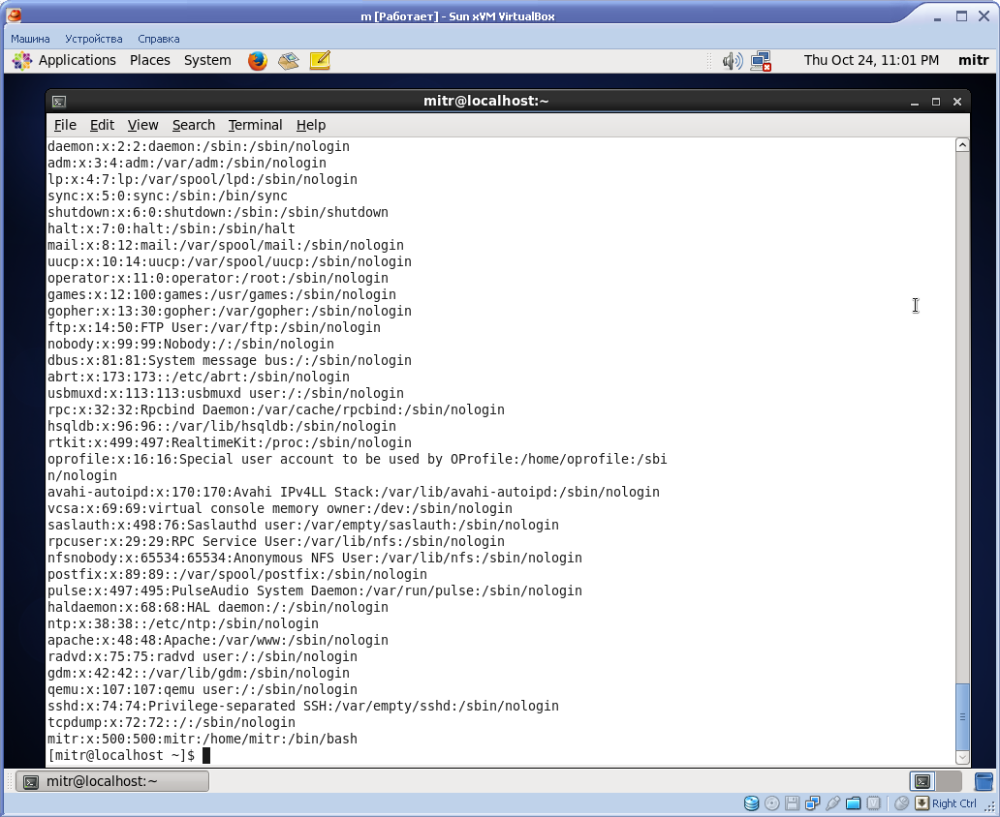 m [Работает] - Sun xVM VirtualBox
Машина Устройства Справка
Applications Places System Thu Oct 24, 11:01 PM mitr
mitr@localhost:~
File Edit View Search Terminal Help
daemon:x:2:2:daemon:/sbin:/sbin/nologin
adm:x:3:4:adm:/var/adm:/sbin/nologin
lp:x:4:7:lp:/var/spool/lpd:/sbin/nologin
sync:x:5:0:sync:/sbin:/bin/sync
shutdown:x:6:0:shutdown:/sbin:/sbin/shutdown
halt:x:7:0:halt:/sbin:/sbin/halt
mail:x:8:12:mail:/var/spool/mail:/sbin/nologin
uucp:x:10:14:uucp:/var/spool/uucp:/sbin/nologin
operator:x:11:0:operator:/root:/sbin/nologin
games:x:12:100:games:/usr/games:/sbin/nologin
gopher:x:13:30:gopher:/var/gopher:/sbin/nologin
ftp:x:14:50:FTP User:/var/ftp:/sbin/nologin
nobody:x:99:99:Nobody:/:/sbin/nologin
dbus:x:81:81:System message bus:/:/sbin/nologin
abrt:x:173:173::/etc/abrt:/sbin/nologin
usbmuxd:x:113:113:usbmuxd user:/:/sbin/nologin
rpc:x:32:32:Rpcbind Daemon:/var/cache/rpcbind:/sbin/nologin
hsqldb:x:96:96::/var/lib/hsqldb:/sbin/nologin
rtkit:x:499:497:RealtimeKit:/proc:/sbin/nologin
oprofile:x:16:16:Special user account to be used by OProfile:/home/oprofile:/sbi
n/nologin
avahi-autoipd:x:170:170:Avahi IPv4LL Stack:/var/lib/avahi-autoipd:/sbin/nologin
vcsa:x:69:69:virtual console memory owner:/dev:/sbin/nologin
saslauth:x:498:76:Saslauthd user:/var/empty/saslauth:/sbin/nologin
rpcuser:x:29:29:RPC Service User:/var/lib/nfs:/sbin/nologin
nfsnobody:x:65534:65534:Anonymous NFS User:/var/lib/nfs:/sbin/nologin
postfix:x:89:89::/var/spool/postfix:/sbin/nologin
pulse:x:497:495:PulseAudio System Daemon:/var/run/pulse:/sbin/nologin
haldaemon:x:68:68:HAL daemon:/:/sbin/nologin
ntp:x:38:38::/etc/ntp:/sbin/nologin
apache:x:48:48:Apache:/var/www:/sbin/nologin
radvd:x:75:75:radvd user:/:/sbin/nologin
gdm:x:42:42::/var/lib/gdm:/sbin/nologin
qemu:x:107:107:qemu user:/:/sbin/nologin
sshd:x:74:74:Privilege-separated SSH:/var/empty/sshd:/sbin/nologin
tcpdump:x:72:72::/:/sbin/nologin
mitr:x:500:500:mitr:/home/mitr:/bin/bash
[mitr@localhost ~]$
mitr@localhost:~
Right Ctrl